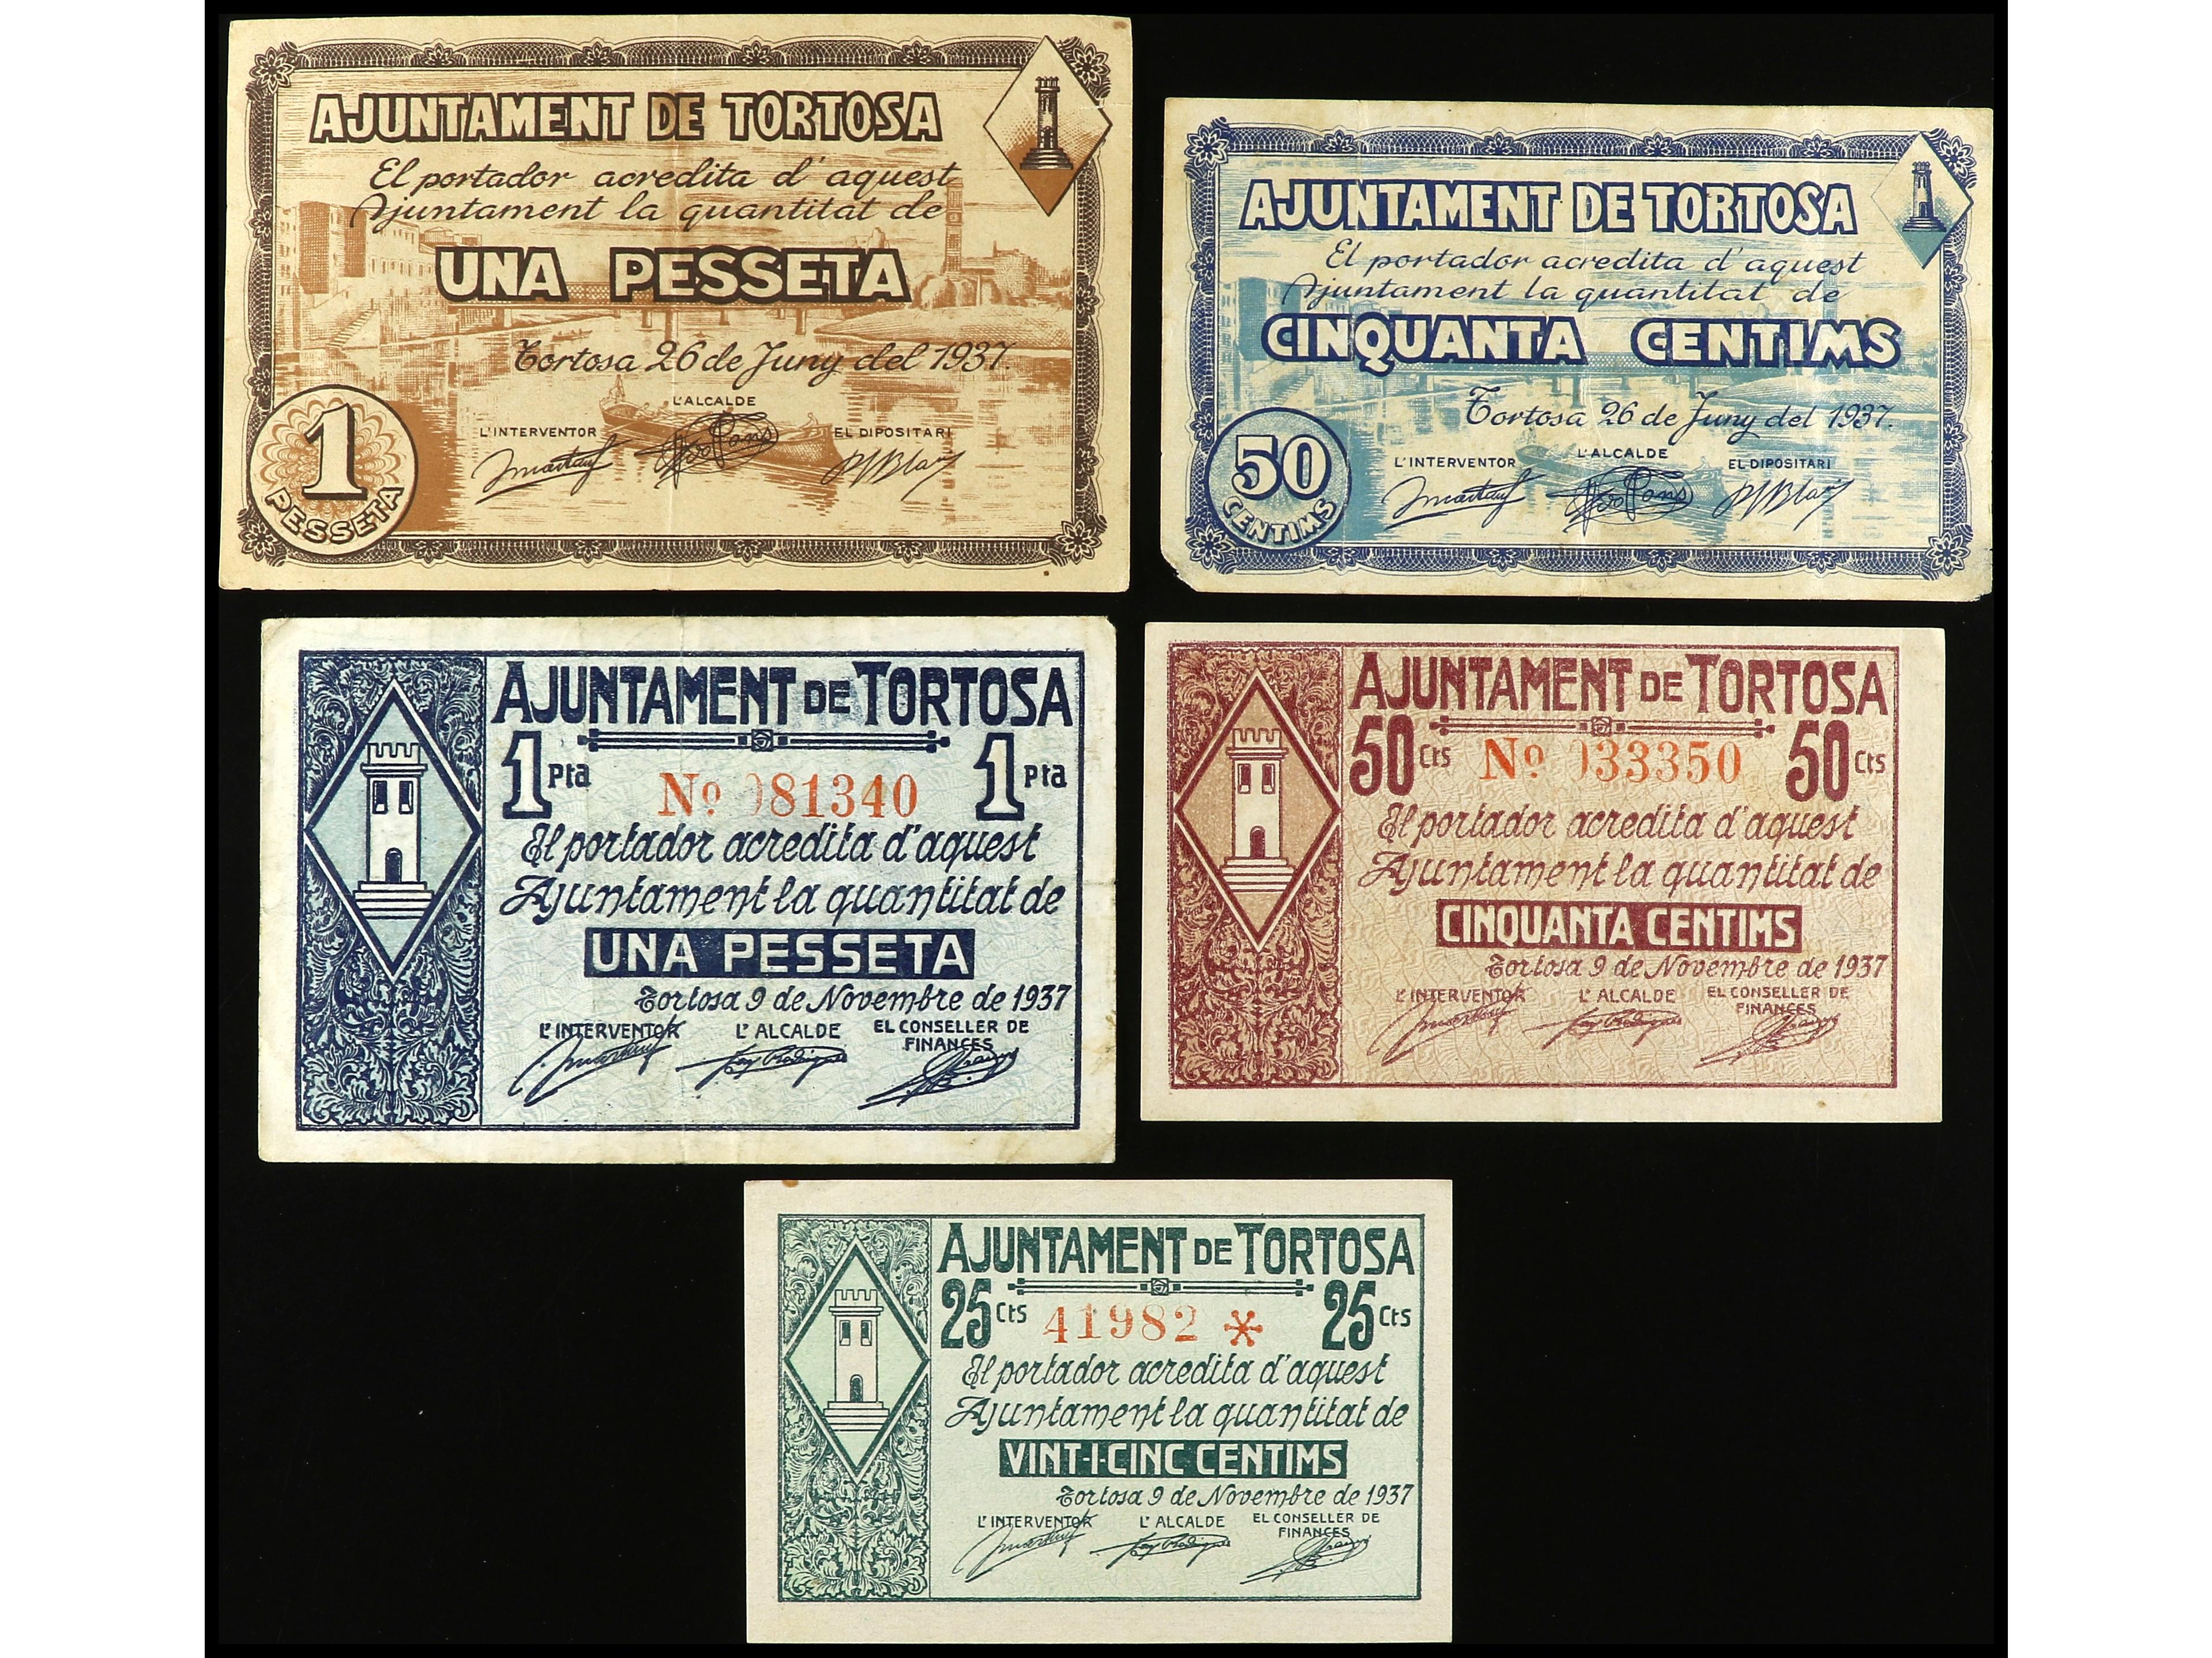 AJUNTAMENT DE TORTOSA
El portador acredita d'aquest
Ajuntament la quantitat de
UNA PESSETA
Tortosa 26 de Juny del 1937.
L'ALCALDE
L'INTERVENTOR
EL DIPOSITARI
1
PESSETA
AJUNTAMENT DE TORTOSA
El portador acredita d'aquest
Ajuntament la quantitat de
CINQUANTA CENTIMS
Tortosa 26 de Juny del 1937.
L'ALCALDE
L'INTERVENTOR
EL DIPOSITARI
50
CENTIMS
AJUNTAMENT DE TORTOSA
1 Pta 1 Pta
Nº 081340
El portador acredita d'aquest
Ajuntament la quantitat de
UNA PESSETA
Tortosa 9 de Novembre de 1937
L'INTERVENTOR L'ALCALDE EL CONSELLER DE
FINANCES
AJUNTAMENT DE TORTOSA
50 Cts Nº 033350 50 Cts
El portador acredita d'aquest
Ajuntament la quantitat de
CINQUANTA CENTIMS
Tortosa 9 de Novembre de 1937
L'INTERVENTOR L'ALCALDE EL CONSELLER DE
FINANCES
AJUNTAMENT DE TORTOSA
25 Cts 41982 * 25 Cts
El portador acredita d'aquest
Ajuntament la quantitat de
VINT-I-CINC CENTIMS
Tortosa 9 de Novembre de 1937
L'INTERVENTOR L'ALCALDE EL CONSELLER DE
FINANCES